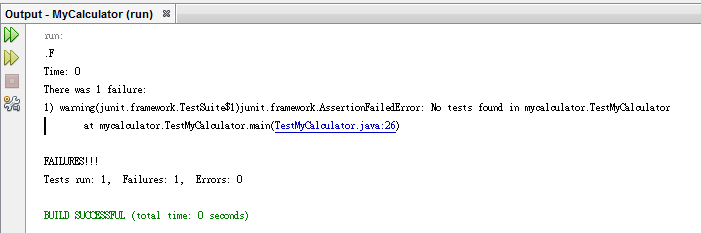 Output - MyCalculator (run)
run:
.F
Time: 0
There was 1 failure:
1) warning(junit.framework.TestSuite$1)junit.framework.AssertionFailedError: No tests found in mycalculator.TestMyCalculator
at mycalculator.TestMyCalculator.main(TestMyCalculator.java:26)
FAILURES!!!
Tests run: 1,  Failures: 1,  Errors: 0
BUILD SUCCESSFUL (total time: 0 seconds)